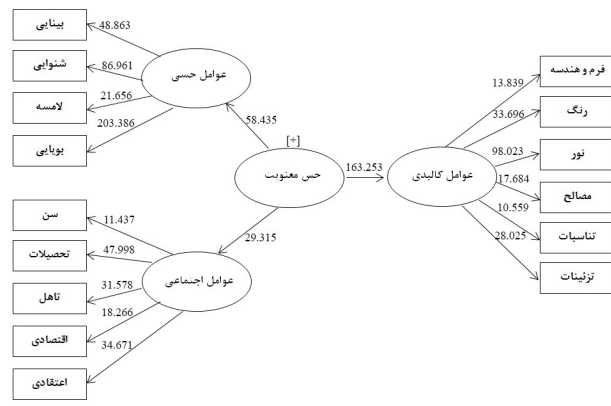 بینایی
48.863
شنوایی
86.961
لامسه
21.656
بویایی
203.386
عوامل حسی
58.435
[+]
حس معنویت
163.253
عوامل کالبدی
13.839
فرم و هندسه
33.696
رنگ
98.023
نور
17.684
مصالح
10.559
تناسبات
28.025
تزئینات
29.315
عوامل اجتماعی
سن
11.437
تحصیلات
47.998
تاهل
31.578
اقتصادی
18.266
اعتقادی
34.671